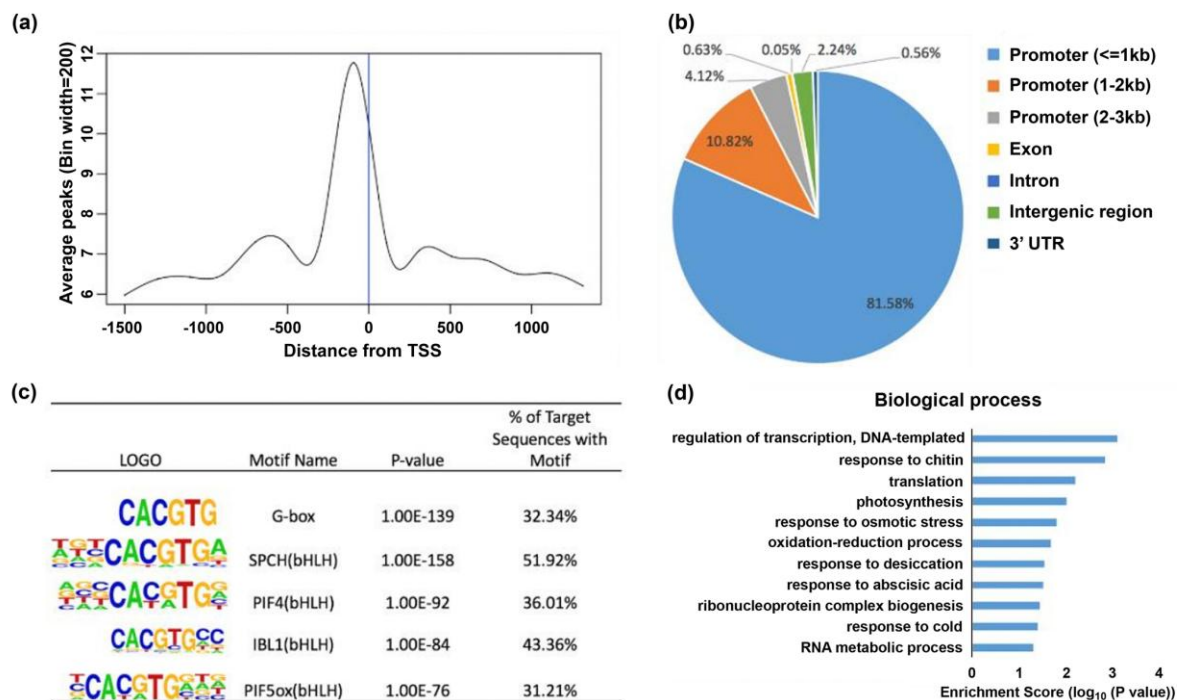 (a)
Average peaks (Bin width=200)
12
11
10
9
8
7
6
-1500 -1000 -500 0 500 1000
Distance from TSS
(b)
0.63% 0.05% 2.24% 0.56%
4.12%
10.82%
81.58%
Promoter (<=1kb)
Promoter (1-2kb)
Promoter (2-3kb)
Exon
Intron
Intergenic region
3' UTR
(c)
% of Target
Sequences with
Motif
LOGO Motif Name P-value
CACGTG G-box 1.00E-139 32.34%
CACGTGA SPCH(bHLH) 1.00E-158 51.92%
CACGTG PIF4(bHLH) 1.00E-92 36.01%
CACGTG IBL1(bHLH) 1.00E-84 43.36%
CACGTG PIF5ox(bHLH) 1.00E-76 31.21%
(d)
Biological process
regulation of transcription, DNA-templated
response to chitin
translation
photosynthesis
response to osmotic stress
oxidation-reduction process
response to desiccation
response to abscisic acid
ribonucleoprotein complex biogenesis
response to cold
RNA metabolic process
0 1 2 3 4
Enrichment Score (log10 (P value))